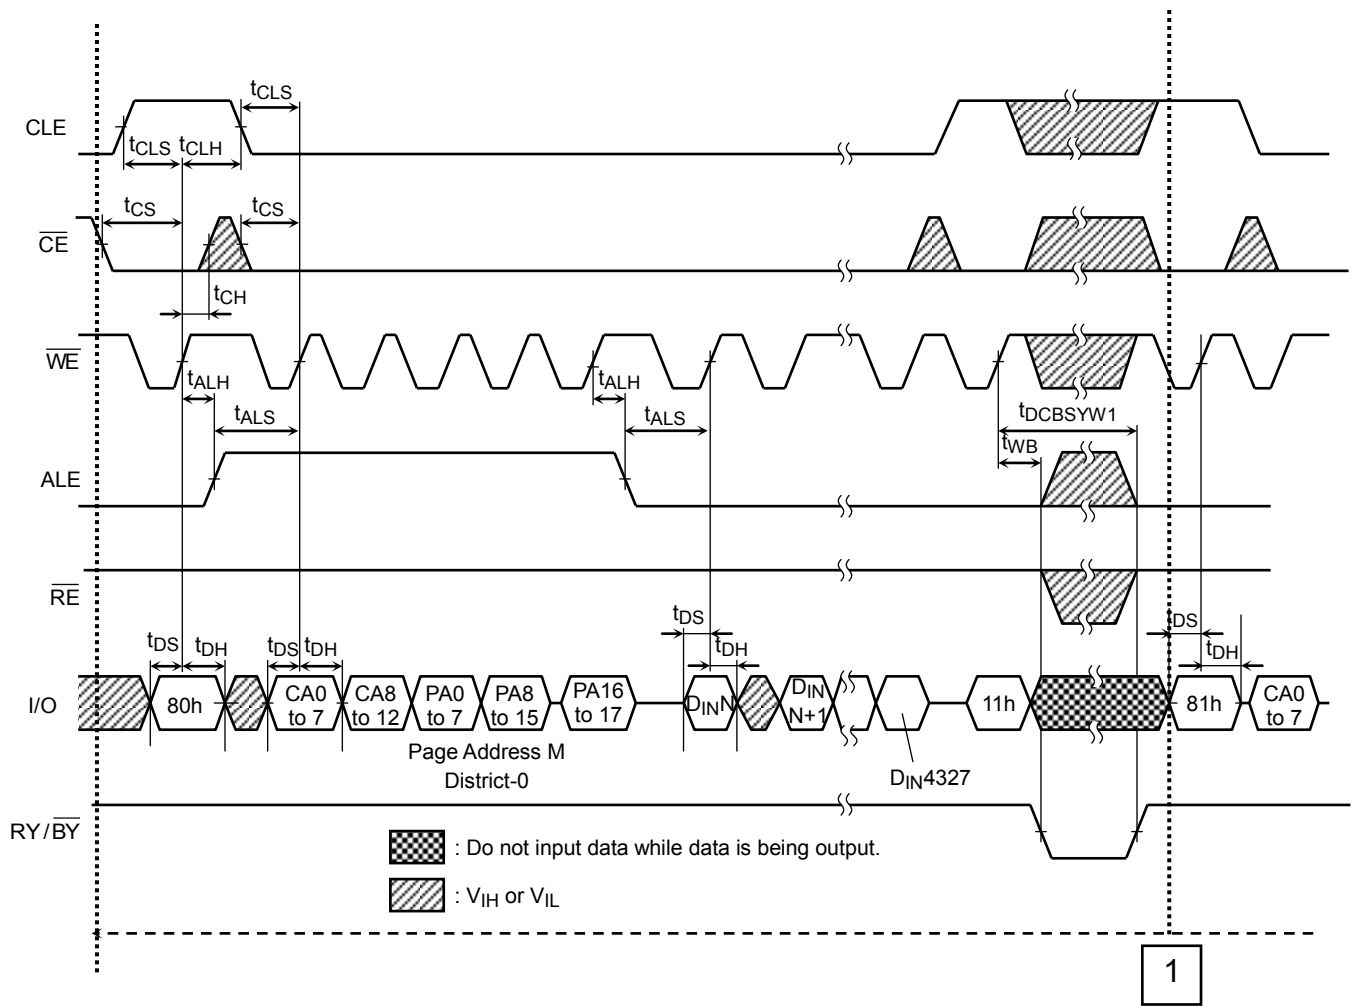 tCLS
CLE
tCLS tCLH
tCS tCS
CE
tCH
WE
tALH tALH
tALS tALS tDCBSYW1
tWB
ALE
RE
tDS tDH tDS tDH tDS tDH tDS tDH
I/O
80h
CA0 to 7
CA8 to 12
PA0 to 7
PA8 to 15
PA16 to 17
DINN
DIN N+1
11h
81h
CA0 to 7
Page Address M
District-0
DIN4327
RY/BY
: Do not input data while data is being output.
: VIH or VIL
1